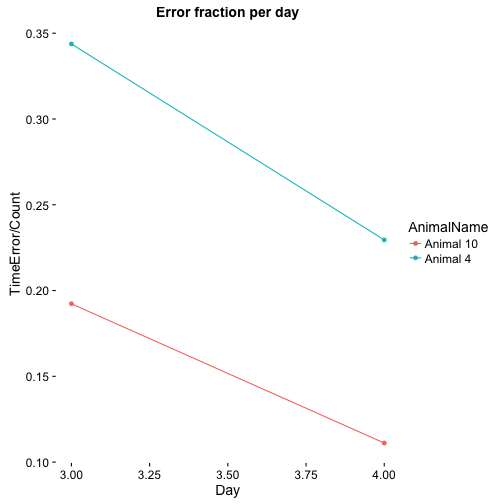 Error fraction per day
0.35
0.30
0.25
0.20
0.15
0.10
TimeError/Count
3.00 3.25 3.50 3.75 4.00
Day
AnimalName
Animal 10
Animal 4